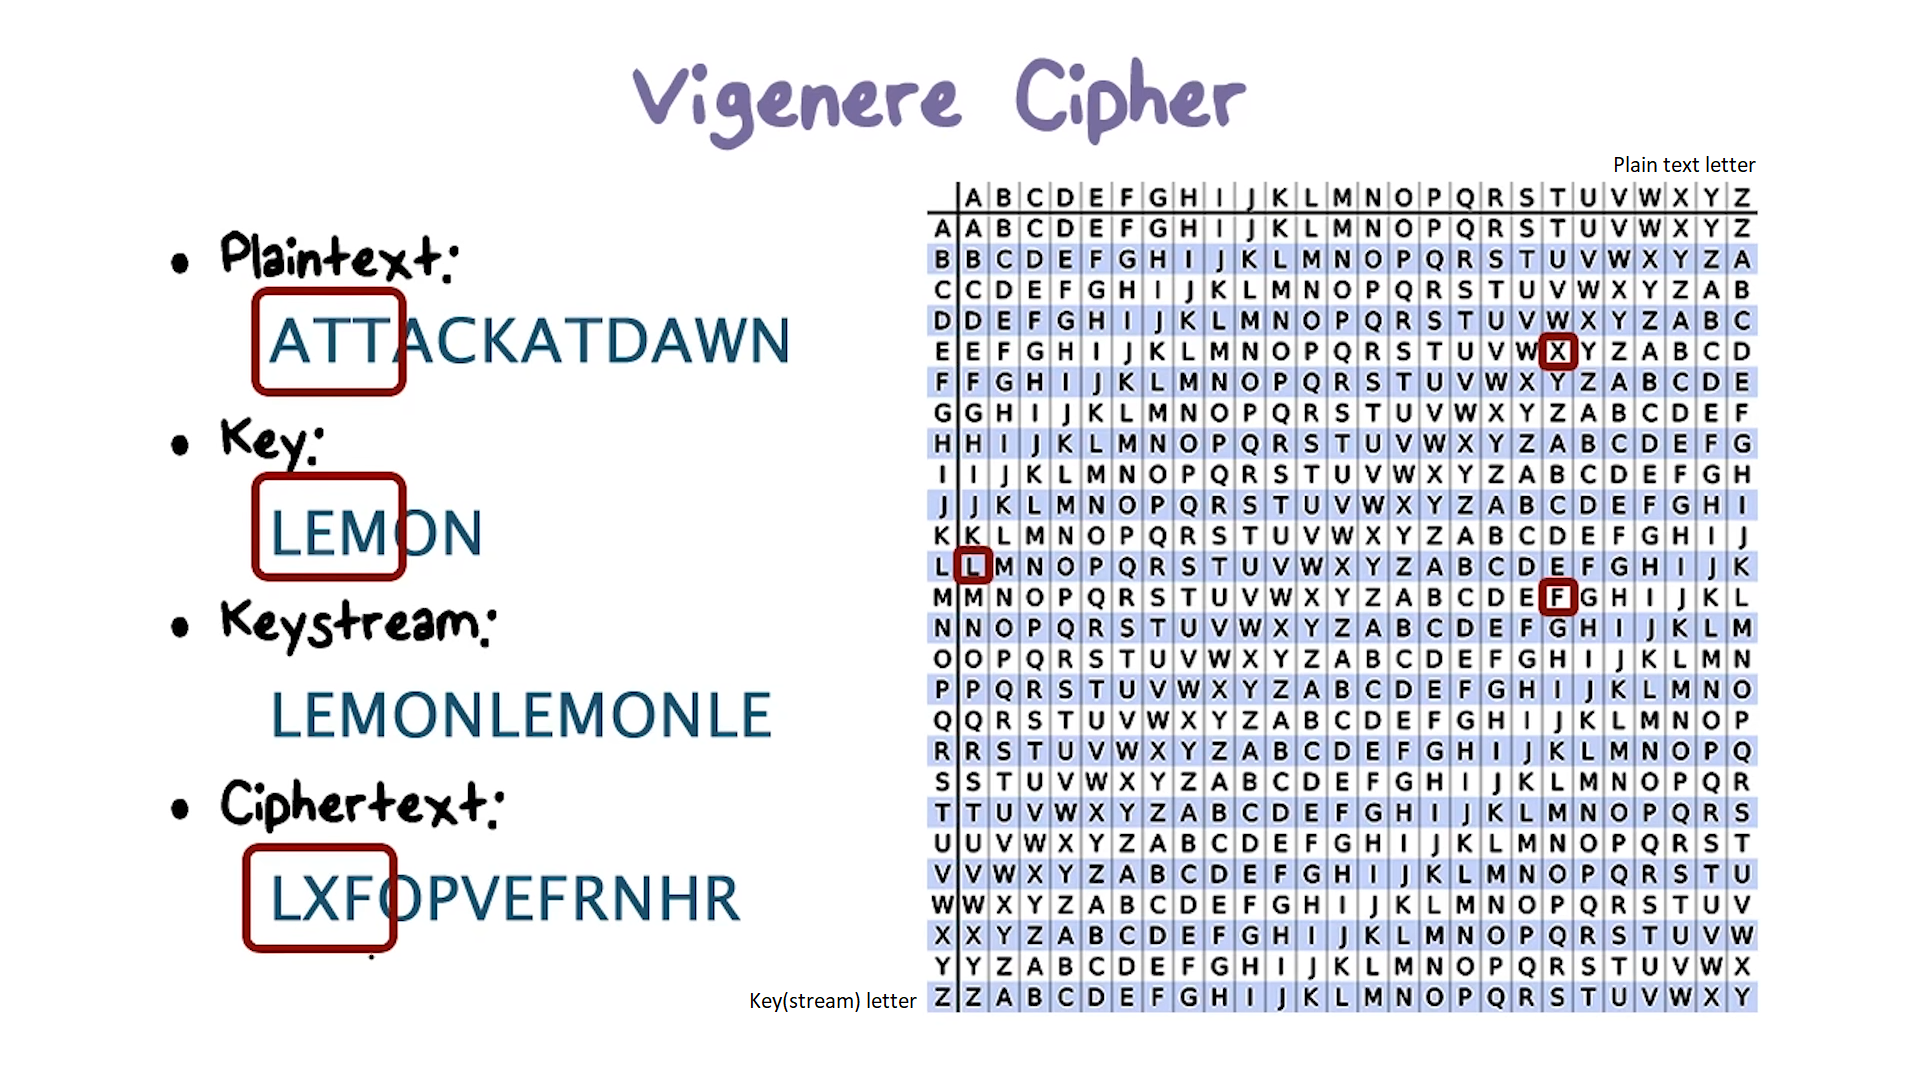 Vigenere Cipher
• Plaintext:
ATTACKATDAWN
• Key:
LEMON
• Keystream:
LEMONLEMONLE
• Ciphertext:
LXFOPVEFRNHR
Plain text letter
A B C D E F G H I J K L M N O P Q R S T U V W X Y Z
A A B C D E F G H I J K L M N O P Q R S T U V W X Y Z
B B C D E F G H I J K L M N O P Q R S T U V W X Y Z A
C C D E F G H I J K L M N O P Q R S T U V W X Y Z A B
D D E F G H I J K L M N O P Q R S T U V W X Y Z A B C
E E F G H I J K L M N O P Q R S T U V W X Y Z A B C D
F F G H I J K L M N O P Q R S T U V W X Y Z A B C D E
G G H I J K L M N O P Q R S T U V W X Y Z A B C D E F
H H I J K L M N O P Q R S T U V W X Y Z A B C D E F G
I I J K L M N O P Q R S T U V W X Y Z A B C D E F G H
J J K L M N O P Q R S T U V W X Y Z A B C D E F G H I
K K L M N O P Q R S T U V W X Y Z A B C D E F G H I J
L L M N O P Q R S T U V W X Y Z A B C D E F G H I J K
M M N O P Q R S T U V W X Y Z A B C D E F G H I J K L
N N O P Q R S T U V W X Y Z A B C D E F G H I J K L M
O O P Q R S T U V W X Y Z A B C D E F G H I J K L M N
P P Q R S T U V W X Y Z A B C D E F G H I J K L M N O
Q Q R S T U V W X Y Z A B C D E F G H I J K L M N O P
R R S T U V W X Y Z A B C D E F G H I J K L M N O P Q
S S T U V W X Y Z A B C D E F G H I J K L M N O P Q R
T T U V W X Y Z A B C D E F G H I J K L M N O P Q R S
U U V W X Y Z A B C D E F G H I J K L M N O P Q R S T
V V W X Y Z A B C D E F G H I J K L M N O P Q R S T U
W W X Y Z A B C D E F G H I J K L M N O P Q R S T U V
X X Y Z A B C D E F G H I J K L M N O P Q R S T U V W
Y Y Z A B C D E F G H I J K L M N O P Q R S T U V W X
Key(stream) letter Z Z A B C D E F G H I J K L M N O P Q R S T U V W X Y